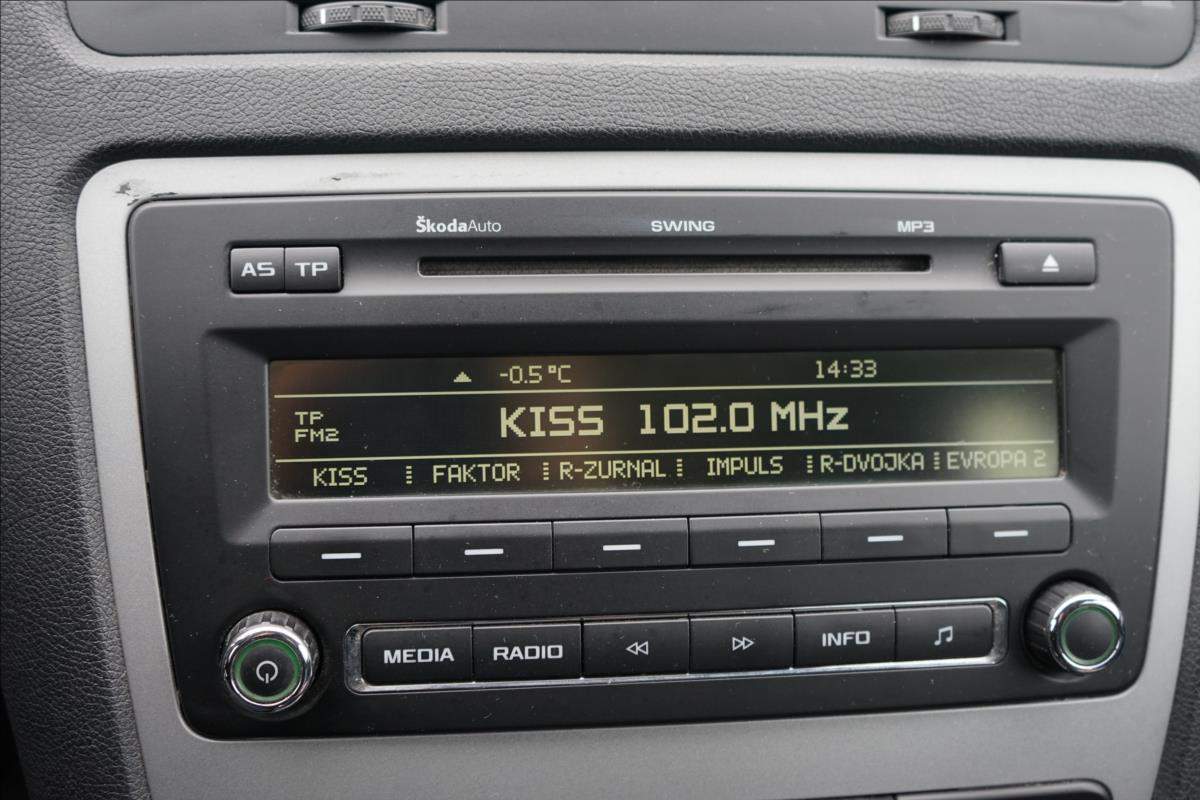 ŠkodaAuto SWING MP3
AS TP
-0.5°C 14:33
TP
FM2
KISS 102.0 MHz
KISS FAKTOR R-ZURNAL IMPULS R-DVOJKA EVROPA 2
MEDIA RADIO INFO